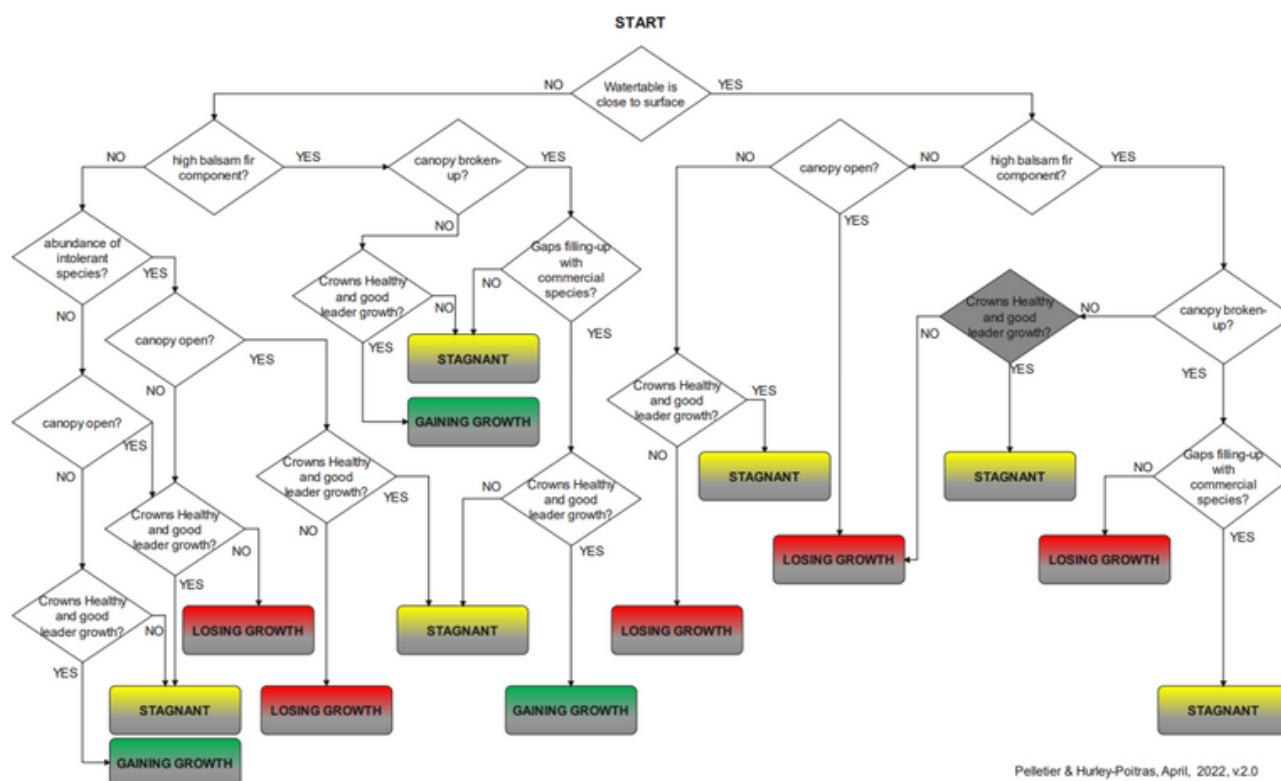 START
Watertable is
close to surface
NO
YES
high balsam fir
component?
NO
YES
canopy broken-
up?
YES
NO
canopy open?
NO
YES
NO
high balsam fir
component?
YES
abundance of
intolerant
species?
YES
NO
Crowns Healthy
and good
leader growth?
NO
YES
Gaps filling-up
with
commercial
species?
NO
YES
Crowns Healthy
and good
leader growth?
NO
YES
NO
canopy broken-
up?
YES
canopy open?
YES
NO
STAGNANT
GAINING GROWTH
Crowns Healthy
and good
leader growth?
YES
NO
STAGNANT
STAGNANT
Gaps filling-up
with
commercial
species?
NO
YES
canopy open?
YES
NO
Crowns Healthy
and good
leader growth?
YES
NO
Crowns Healthy
and good
leader growth?
NO
YES
Crowns Healthy
and good
leader growth?
NO
YES
LOSING GROWTH
LOSING GROWTH
Crowns Healthy
and good
leader growth?
NO
YES
LOSING GROWTH
STAGNANT
LOSING GROWTH
STAGNANT
LOSING GROWTH
GAINING GROWTH
STAGNANT
GAINING GROWTH
Pelletier & Hurley-Poitras, April, 2022, v.2.0